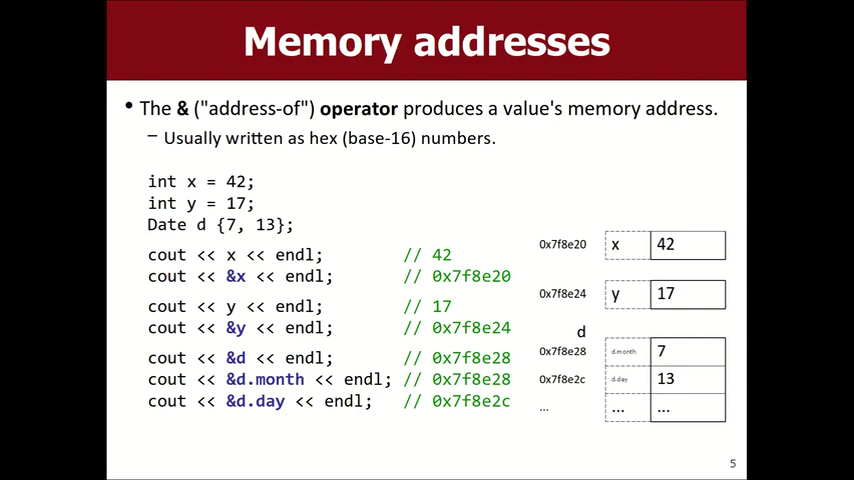 Memory addresses
• The & ("address-of") operator produces a value's memory address.
– Usually written as hex (base-16) numbers.
int x = 42;
int y = 17;
Date d {7, 13};
cout << x << endl; // 42
cout << &x << endl; // 0x7f8e20
cout << y << endl; // 17
cout << &y << endl; // 0x7f8e24
cout << &d << endl; // 0x7f8e28
cout << &d.month << endl; // 0x7f8e28
cout << &d.day << endl; // 0x7f8e2c
0x7f8e20 x 42
0x7f8e24 y 17
d
0x7f8e28 d.month 7
0x7f8e2c d.day 13
... ... ...
5